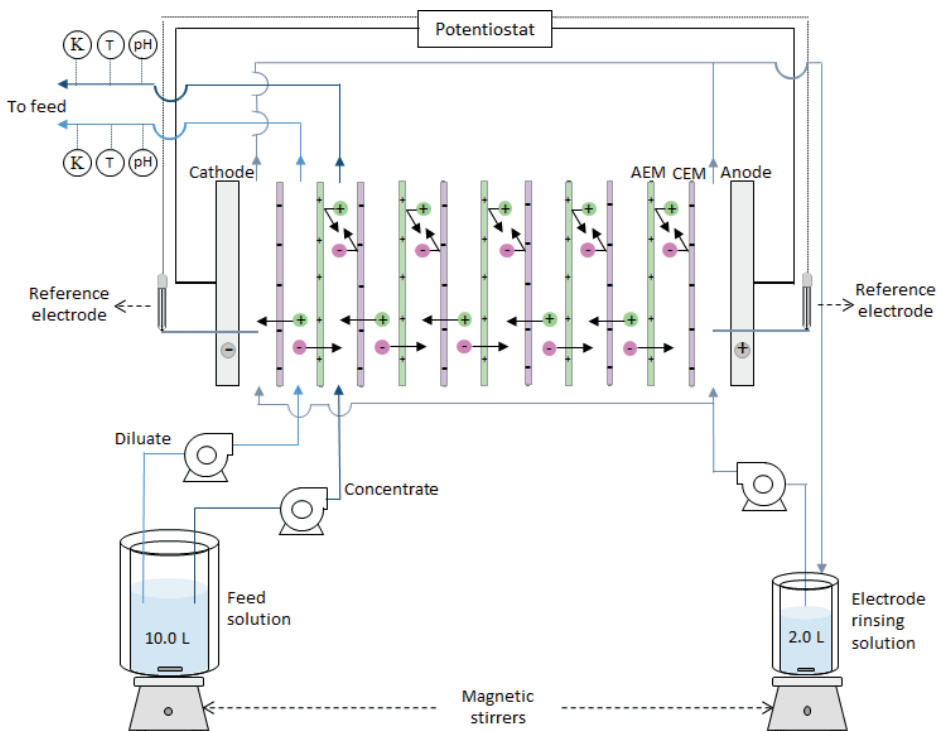 Potentiostat
K T pH
To feed
K T pH
Cathode
AEM CEM Anode
Reference
electrode
Reference
electrode
Diluate
Concentrate
Feed
solution
10.0 L
Electrode
rinsing
solution
2.0 L
Magnetic
stirrers